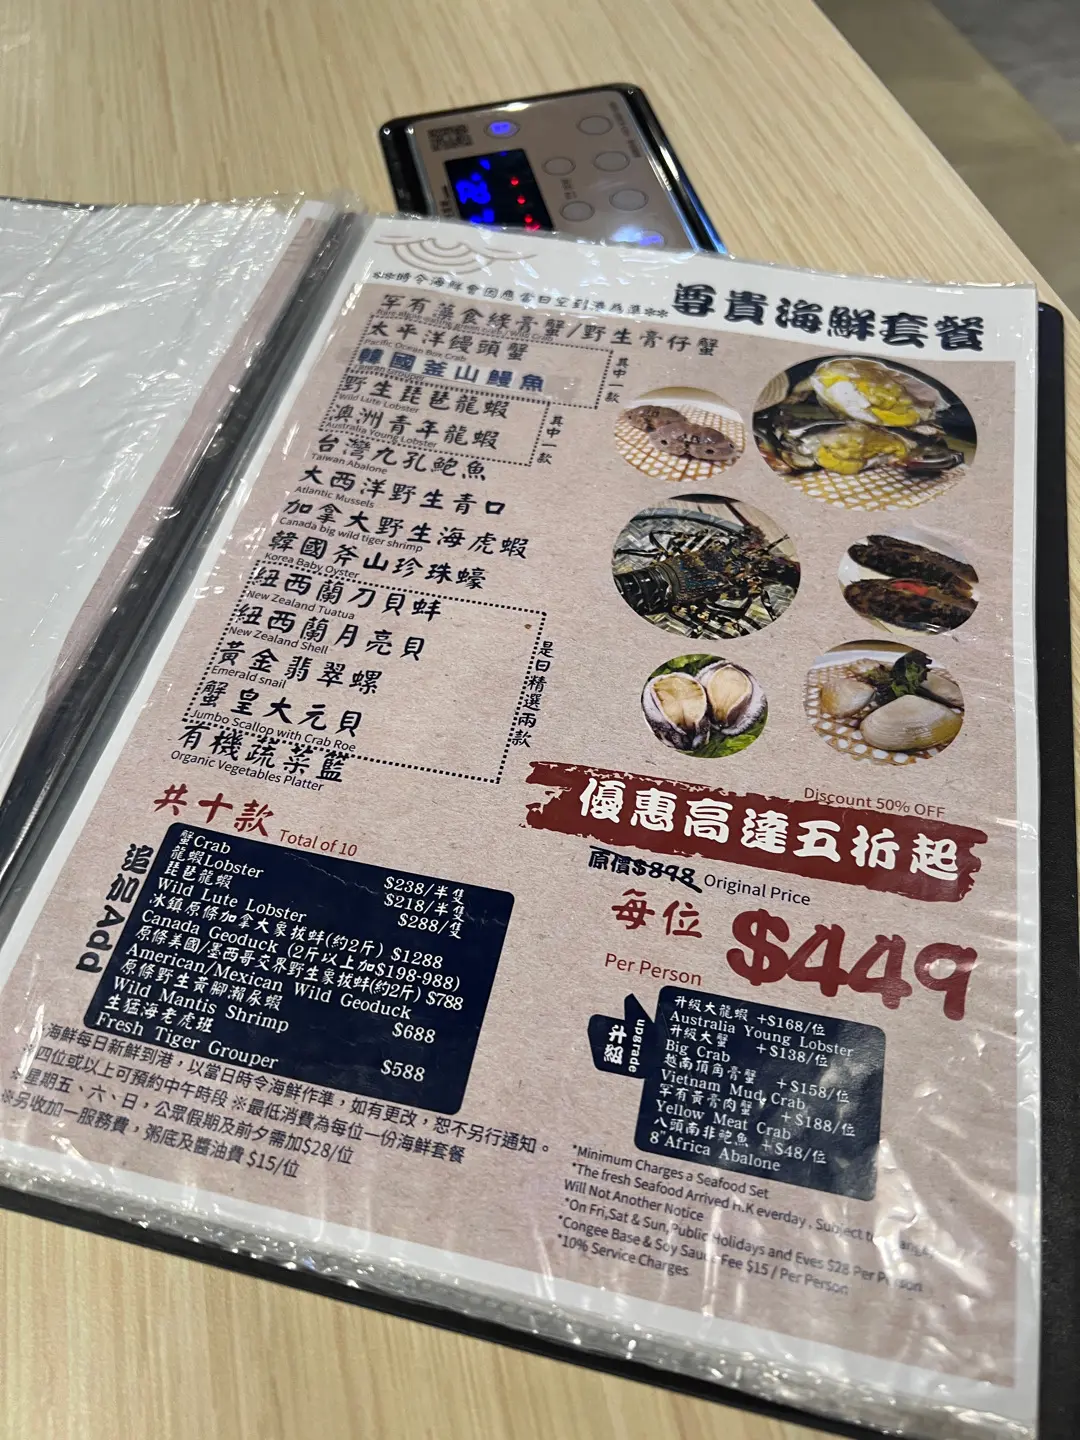 **時令海鮮會因應當日空到港為準**
尊貴海鮮套餐
罕有藻食綠膏蟹/野生膏仔蟹
太平洋饅頭蟹
Pacific Ocean Box Crab
韓國釜山鰻魚
其中一款
野生琵琶龍蝦
Wild Lute Lobster
澳洲青年龍蝦
Australia Young Lobster
其中一款
台灣九孔鮑魚
Taiwan Abalone
大西洋野生青口
Atlantic Mussels
加拿大野生海虎蝦
Canada big wild tiger shrimp
韓國斧山珍珠蠔
Korea Baby Oyster
紐西蘭刀貝蚌
New Zealand Tuatua
紐西蘭月亮貝
New Zealand Shell
黃金翡翠螺
Emerald snail
蟹皇大元貝
Jumbo Scallop with Crab Roe
是日精選兩款
有機蔬菜籃
Organic Vegetables Platter
共十款 Total of 10
Discount 50% OFF
優惠高達五折起
原價$898 Original Price
每位
Per Person
$449
追加Add
蟹Crab $238/半隻
龍蝦Lobster $218/半隻
琵琶龍蝦
Wild Lute Lobster $288/隻
冰鎮原條加拿大象拔蚌(約2斤) $1288
Canada Geoduck (2斤以上加$198-988)
原條美國/墨西哥交界野生象拔蚌(約2斤) $788
American/Mexican Wild Geoduck
原條野生黃腳瀨尿蝦
Wild Mantis Shrimp $688
生猛海老虎班
Fresh Tiger Grouper $588
升級 upgrade
升級大龍蝦 +$168/位
Australia Young Lobster
升級大蟹 +$138/位
Big Crab
越南頂角膏蟹 +$158/位
Vietnam Mud Crab
罕有黃膏肉蟹 +$188/位
Yellow Meat Crab
八頭南非鮑魚 +$48/位
8"Africa Abalone
海鮮每日新鮮到港，以當日時令海鮮作準，如有更改，恕不另行通知。
四位或以上可預約中午時段 ※最低消費為每位一份海鮮套餐
※星期五、六、日，公眾假期及前夕需加$28/位
※另收加一服務費，粥底及醬油費 $15/位
*Minimum Charges a Seafood Set
*The fresh Seafood Arrived H.K everday , Subject to
Will Not Another Notice
*On Fri,Sat & Sun,Public Holidays and Eves $28 Per Person
*Congee Base & Soy Sauce Fee $15 / Per Person
*10% Service Charges